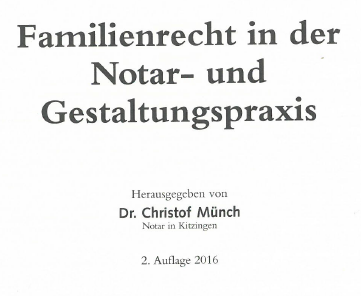 Familienrecht in der
Notar- und
Gestaltungspraxis
Herausgegeben von
Dr. Christof Münch
Notar in Kitzingen
2. Auflage 2016